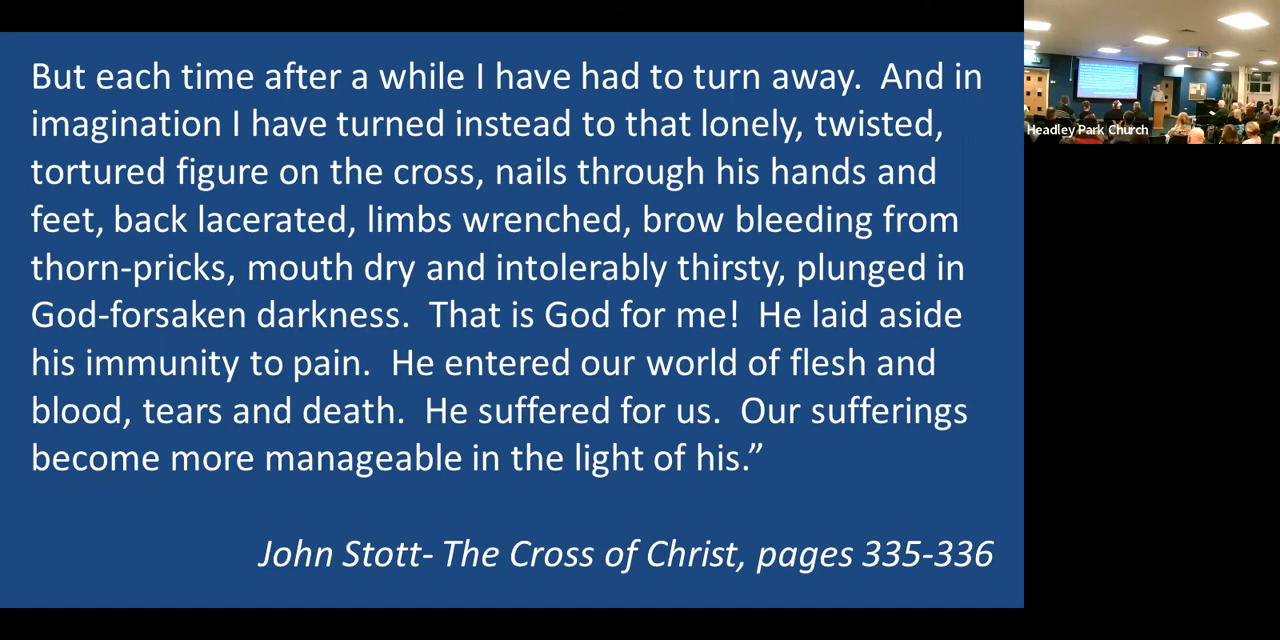 But each time after a while I have had to turn away.  And in
imagination I have turned instead to that lonely, twisted,
tortured figure on the cross, nails through his hands and
feet, back lacerated, limbs wrenched, brow bleeding from
thorn-pricks, mouth dry and intolerably thirsty, plunged in
God-forsaken darkness.  That is God for me!  He laid aside
his immunity to pain.  He entered our world of flesh and
blood, tears and death.  He suffered for us.  Our sufferings
become more manageable in the light of his.”
John Stott- The Cross of Christ, pages 335-336
Headley Park Church